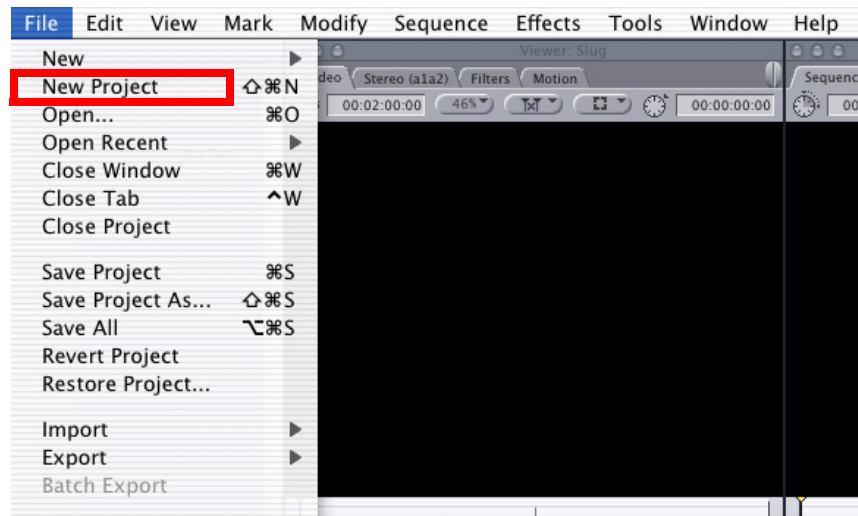 File Edit View Mark Modify Sequence Effects Tools Window Help
New
New Project ⇧⌘N
Open... ⌘O
Open Recent
Close Window ⌘W
Close Tab ^W
Close Project
Save Project ⌘S
Save Project As... ⇧⌘S
Save All ⌥⌘S
Revert Project
Restore Project...
Import
Export
Batch Export
Viewer: Slug
deo Stereo (a1a2) Filters Motion
00:02:00:00 46% 00:00:00:00
Sequenc
00